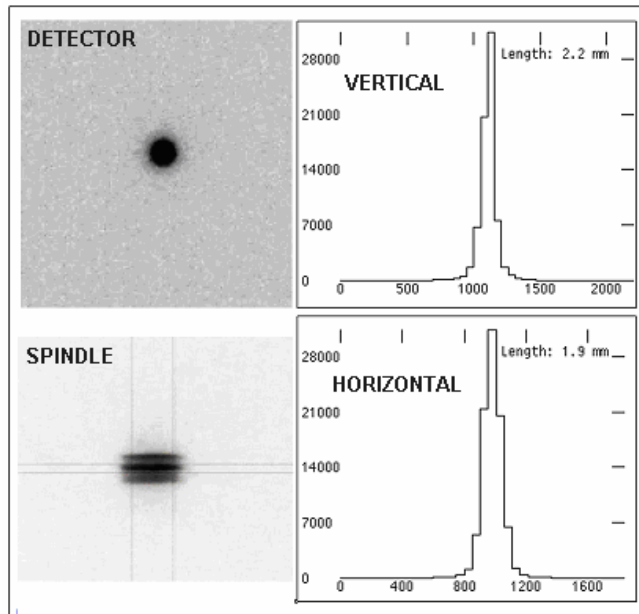 DETECTOR
28000
Length: 2.2 mm
VERTICAL
21000
14000
7000
0
0 500 1000 1500 2000
SPINDLE
28000
Length: 1.9 mm
HORIZONTAL
21000
14000
7000
0
0 400 800 1200 1600